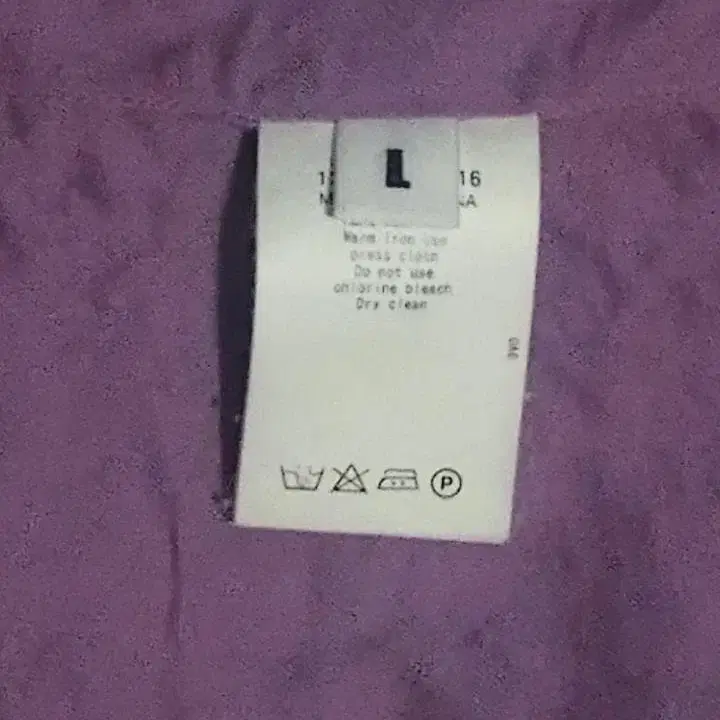 L
16
Warm iron use
press cloth
Do not use
chlorine bleach
Dry clean
P